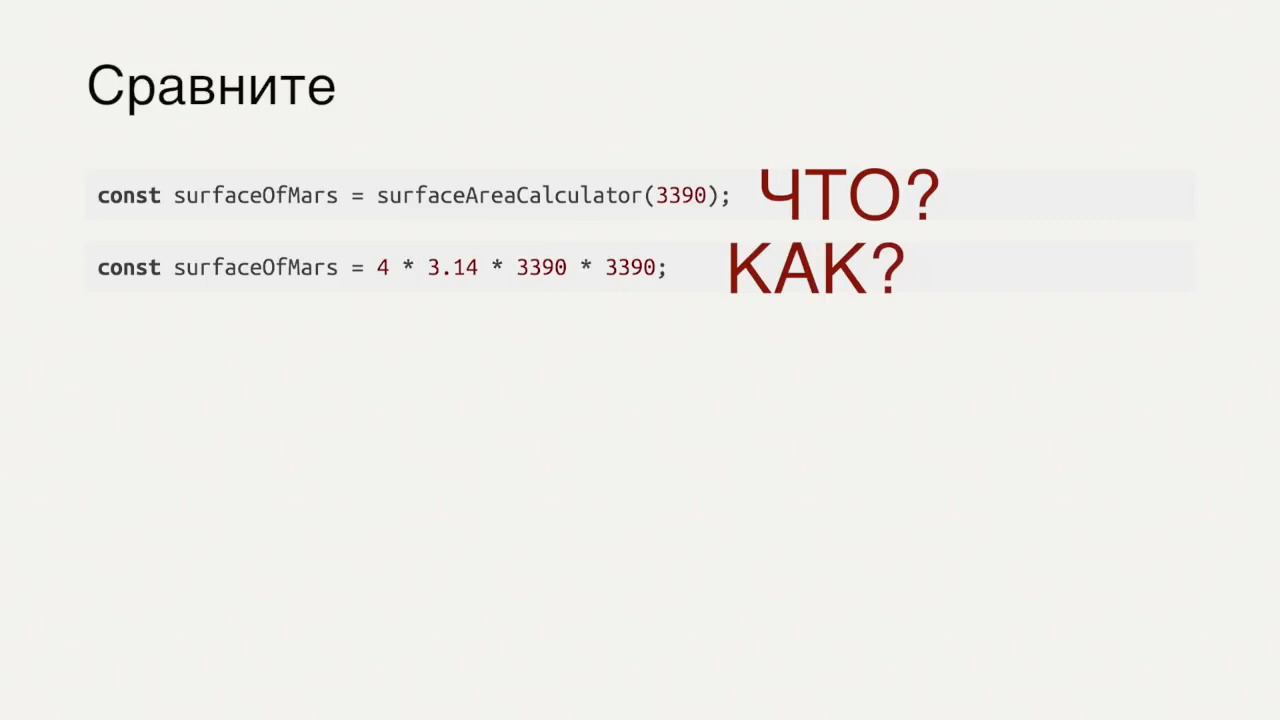 Сравните
const surfaceOfMars = surfaceAreaCalculator(3390); ЧТО?
const surfaceOfMars = 4 * 3.14 * 3390 * 3390; КАК?